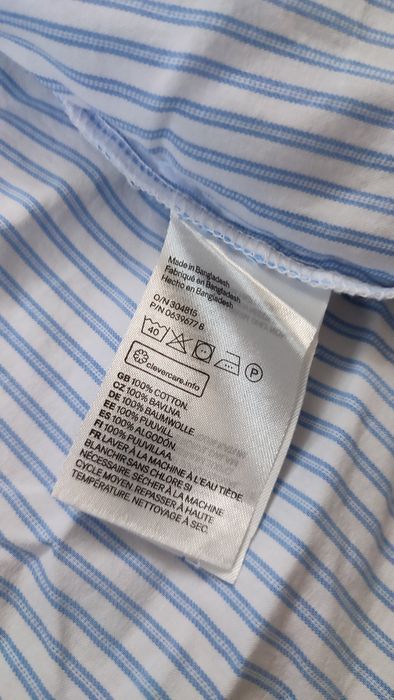 Made in Bangladesh
Fabriqué en Bangladesh
Hecho en Bangladesh
O/N 304815
P/N 0639677 8
40
P
clevercare.info
GB 100% COTTON.
CZ 100% BAVLNA.
DE 100% BAUMWOLLE.
EE 100% PUUVILL.
ES 100% ALGODÓN.
FI 100% PUUVILLAA.
FR LAVER À LA MACHINE À L'EAU TIÈDE
BLANCHIR SANS CHLORE SI
NÉCESSAIRE. SÉCHER À LA MACHINE
CYCLE MOYEN. REPASSER À HAUTE
TEMPÉRATURE. NETTOYAGE À SEC.